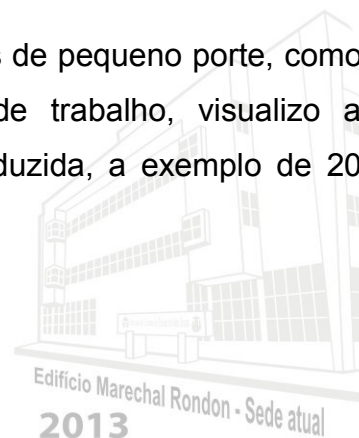 s de pequeno porte, como
de trabalho, visualizo a
duzida, a exemplo de 20
Edifício Marechal Rondon - Sede atual
2013